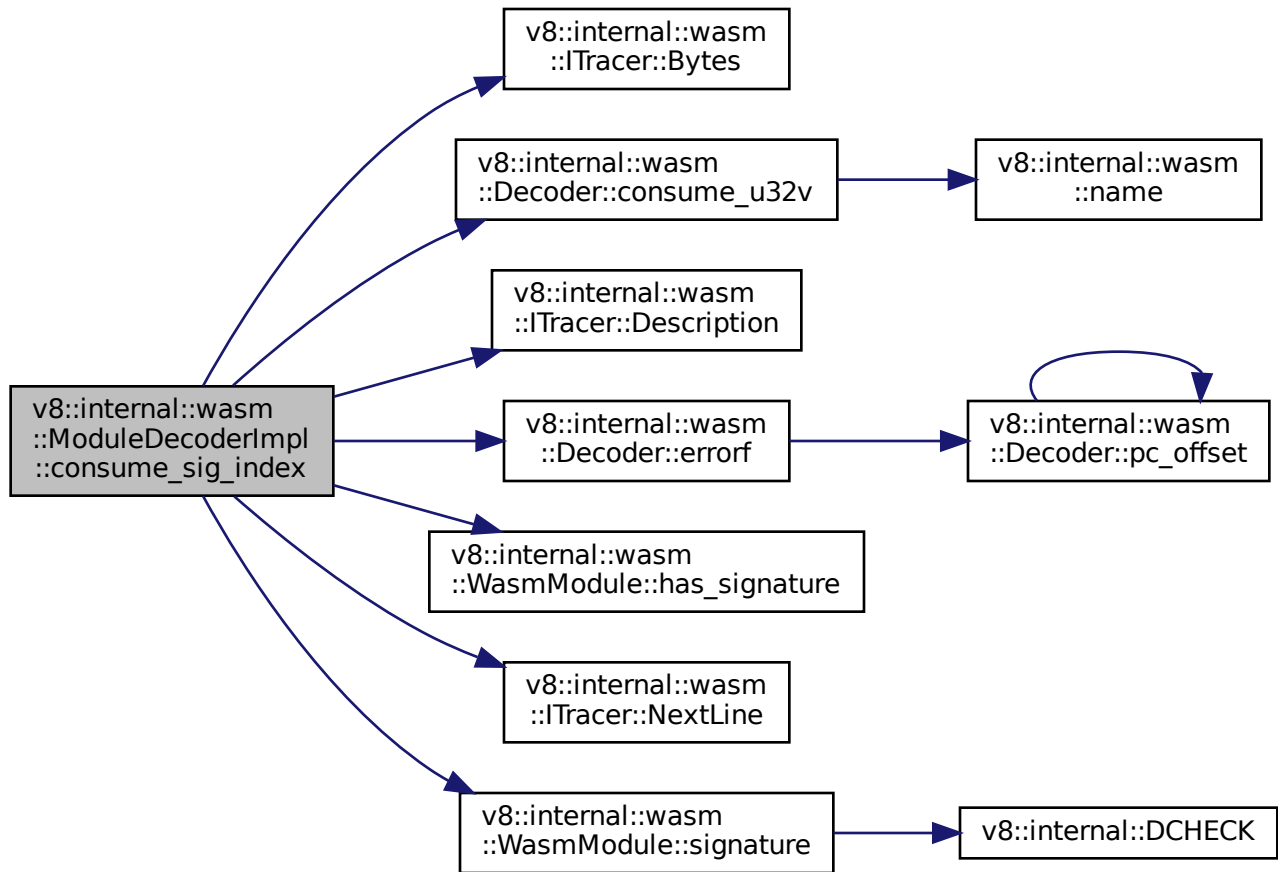 v8::internal::wasm
::ITracer::Bytes
v8::internal::wasm
::Decoder::consume_u32v
v8::internal::wasm
::name
v8::internal::wasm
::ITracer::Description
v8::internal::wasm
::ModuleDecoderImpl
::consume_sig_index
v8::internal::wasm
::Decoder::errorf
v8::internal::wasm
::Decoder::pc_offset
v8::internal::wasm
::WasmModule::has_signature
v8::internal::wasm
::ITracer::NextLine
v8::internal::wasm
::WasmModule::signature
v8::internal::DCHECK